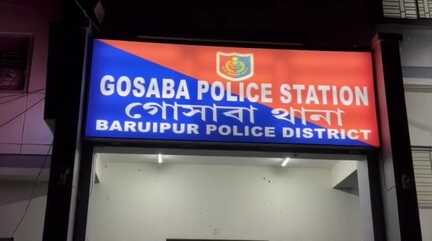 GOSABA POLICE STATION
গোসাবা থানা
BARUIPUR POLICE DISTRICT